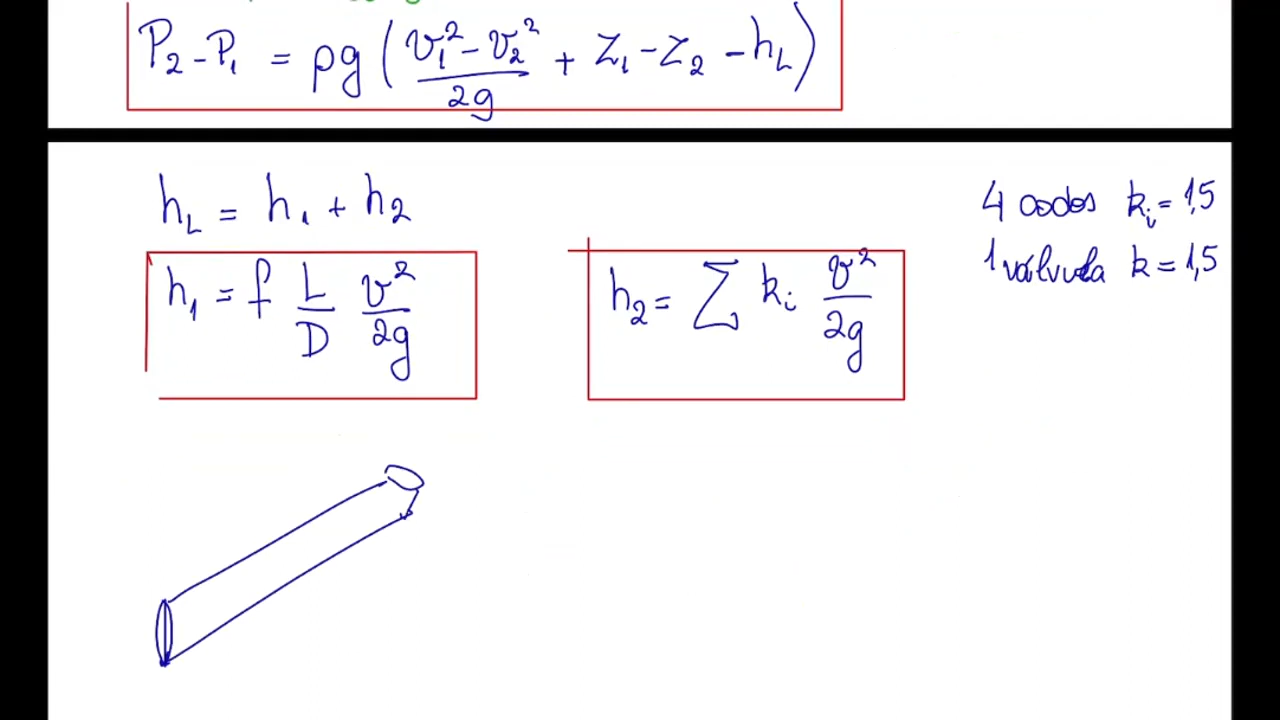 P₂ - P₁ = ρg ( (v₁² - v₂²)/2g + Z₁ - Z₂ - h_L )
h_L = h₁ + h₂
4 codos kᵢ = 1,5
1 válvula k = 1,5
h₁ = f L/D v²/2g
h₂ = Σ kᵢ v²/2g